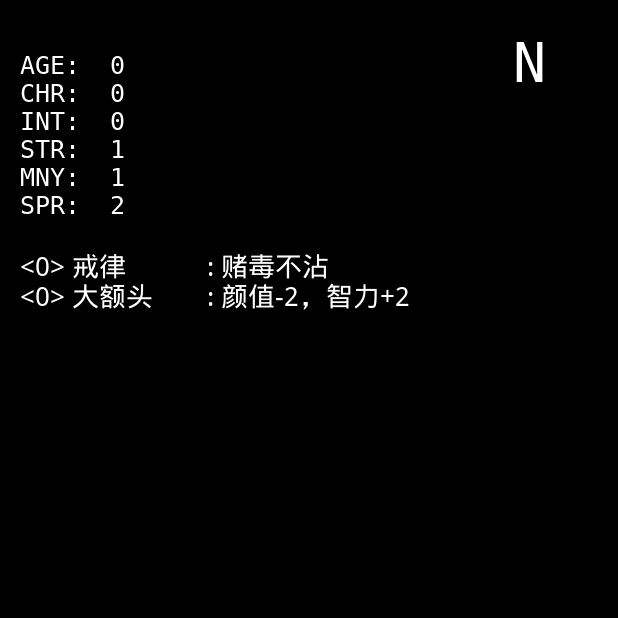 N
AGE: 0
CHR: 0
INT: 0
STR: 1
MNY: 1
SPR: 2
<O> 戒律 : 赌毒不沾
<O> 大额头 : 颜值-2，智力+2